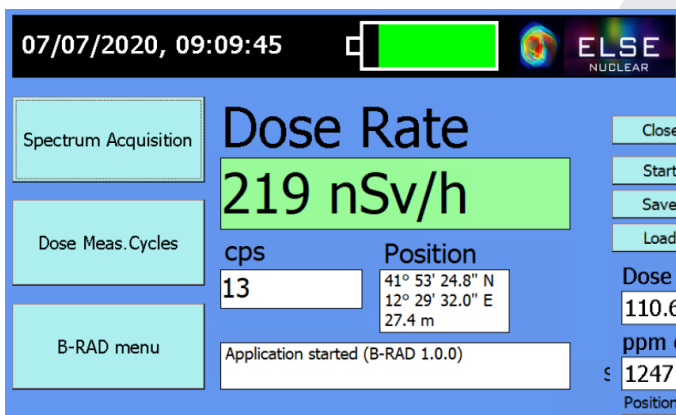 07/07/2020, 09:09:45
ELSE
NUCLEAR
Spectrum Acquisition
Dose Meas.Cycles
B-RAD menu
Dose Rate
219 nSv/h
cps
13
Position
41° 53' 24.8" N
12° 29' 32.0" E
27.4 m
Application started (B-RAD 1.0.0)
Close
Start
Save
Load
Dose
110.6
ppm
1247
Position